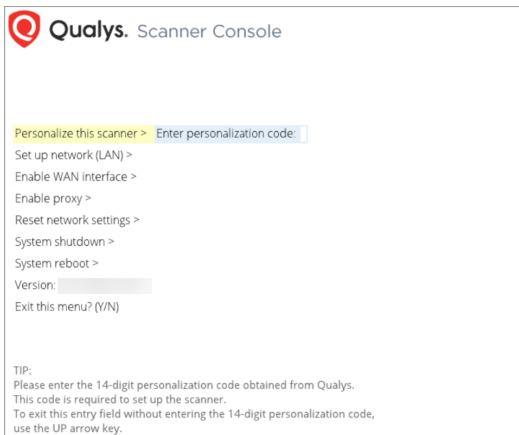 Qualys. Scanner Console
Personalize this scanner > Enter personalization code:
Set up network (LAN) >
Enable WAN interface >
Enable proxy >
Reset network settings >
System shutdown >
System reboot >
Version:
Exit this menu? (Y/N)
TIP:
Please enter the 14-digit personalization code obtained from Qualys.
This code is required to set up the scanner.
To exit this entry field without entering the 14-digit personalization code,
use the UP arrow key.